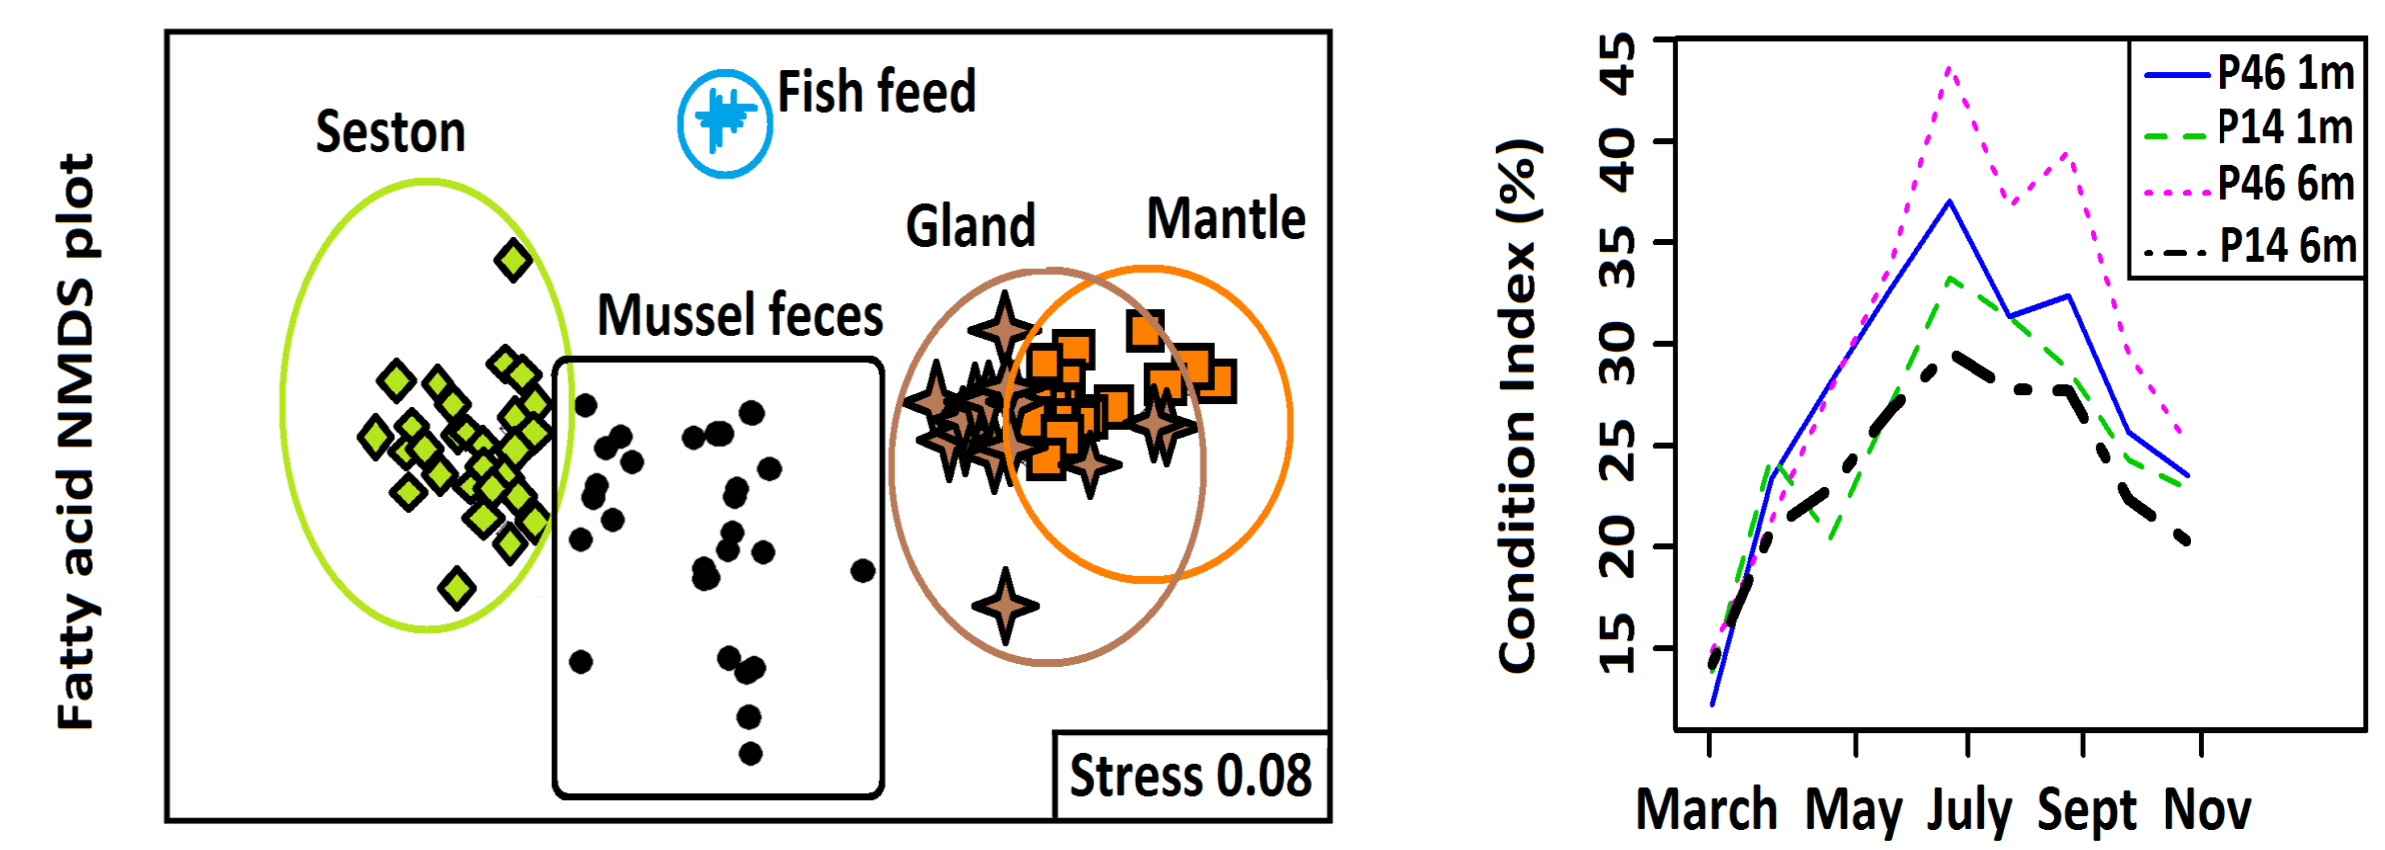 Fatty acid NMDS plot
Seston
Fish feed
Mussel feces
Gland
Mantle
Stress 0.08
Condition Index (%)
45
40
35
30
25
20
15
P46 1m
P14 1m
P46 6m
P14 6m
March May July Sept Nov